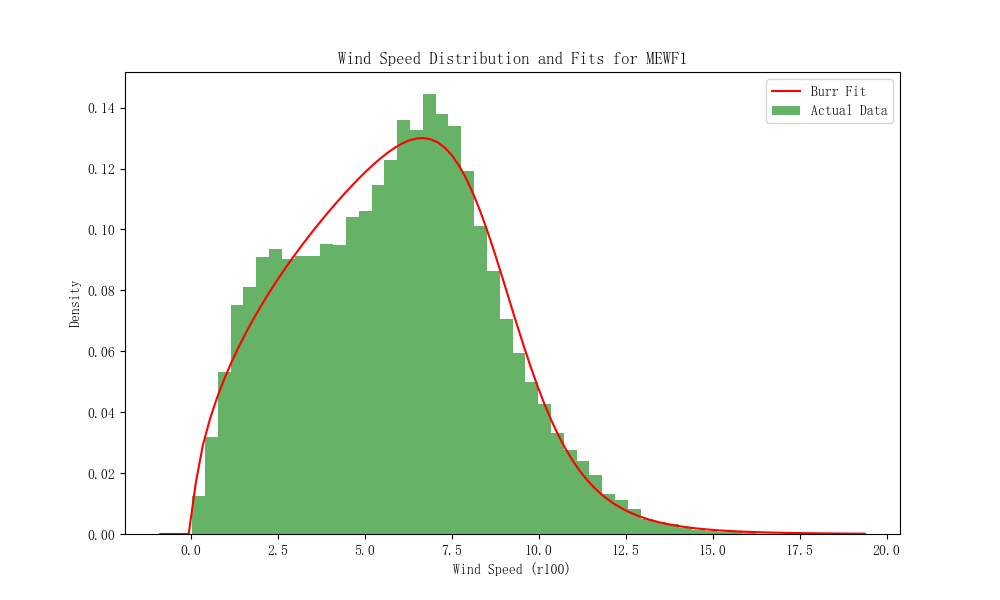 Wind Speed Distribution and Fits for MEWF1
Burr Fit
Actual Data
Density
0.14
0.12
0.10
0.08
0.06
0.04
0.02
0.00
0.0 2.5 5.0 7.5 10.0 12.5 15.0 17.5 20.0
Wind Speed (r100)